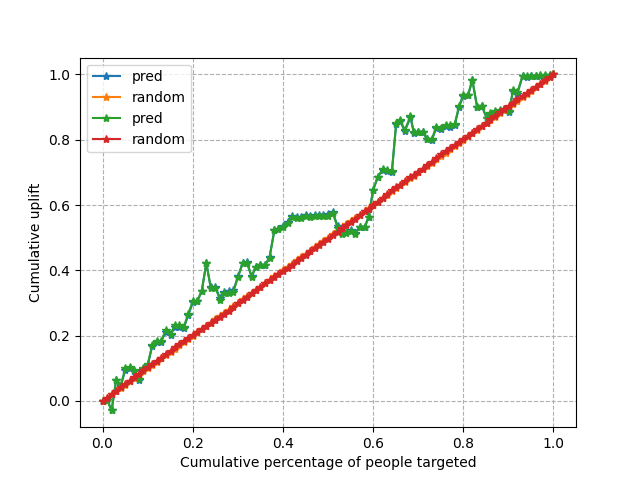 pred
random
pred
random
1.0
0.8
0.6
0.4
0.2
0.0
Cumulative uplift
0.0 0.2 0.4 0.6 0.8 1.0
Cumulative percentage of people targeted